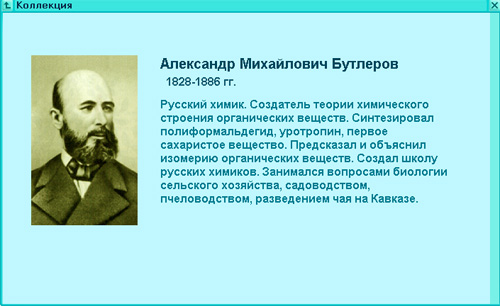 Коллекция
Александр Михайлович Бутлеров
1828-1886 гг.
Русский химик. Создатель теории химического
строения органических веществ. Синтезировал
полиформальдегид, уротропин, первое
сахаристое вещество. Предсказал и объяснил
изомерию органических веществ. Создал школу
русских химиков. Занимался вопросами биологии
сельского хозяйства, садоводством,
пчеловодством, разведением чая на Кавказе.